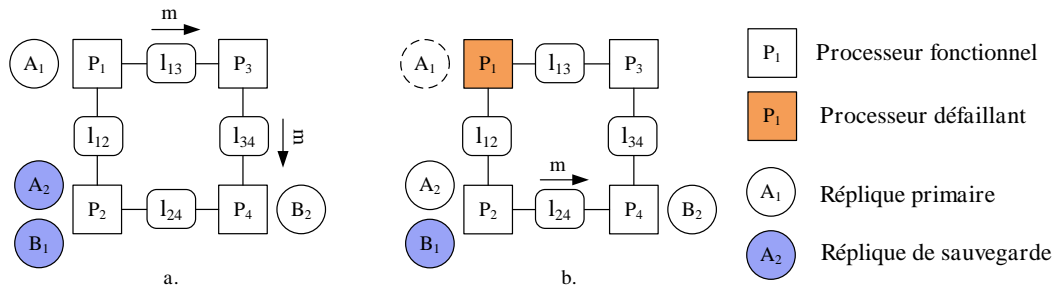 m
A₁ P₁ l₁₃ P₃
l₁₂ l₃₄ m
A₂
B₁ P₂ l₂₄ P₄ B₂
a.
A₁ P₁ l₁₃ P₃
l₁₂ l₃₄
m
A₂
B₁ P₂ l₂₄ P₄ B₂
b.
P₁ Processeur fonctionnel
P₁ Processeur défaillant
A₁ Réplique primaire
A₂ Réplique de sauvegarde